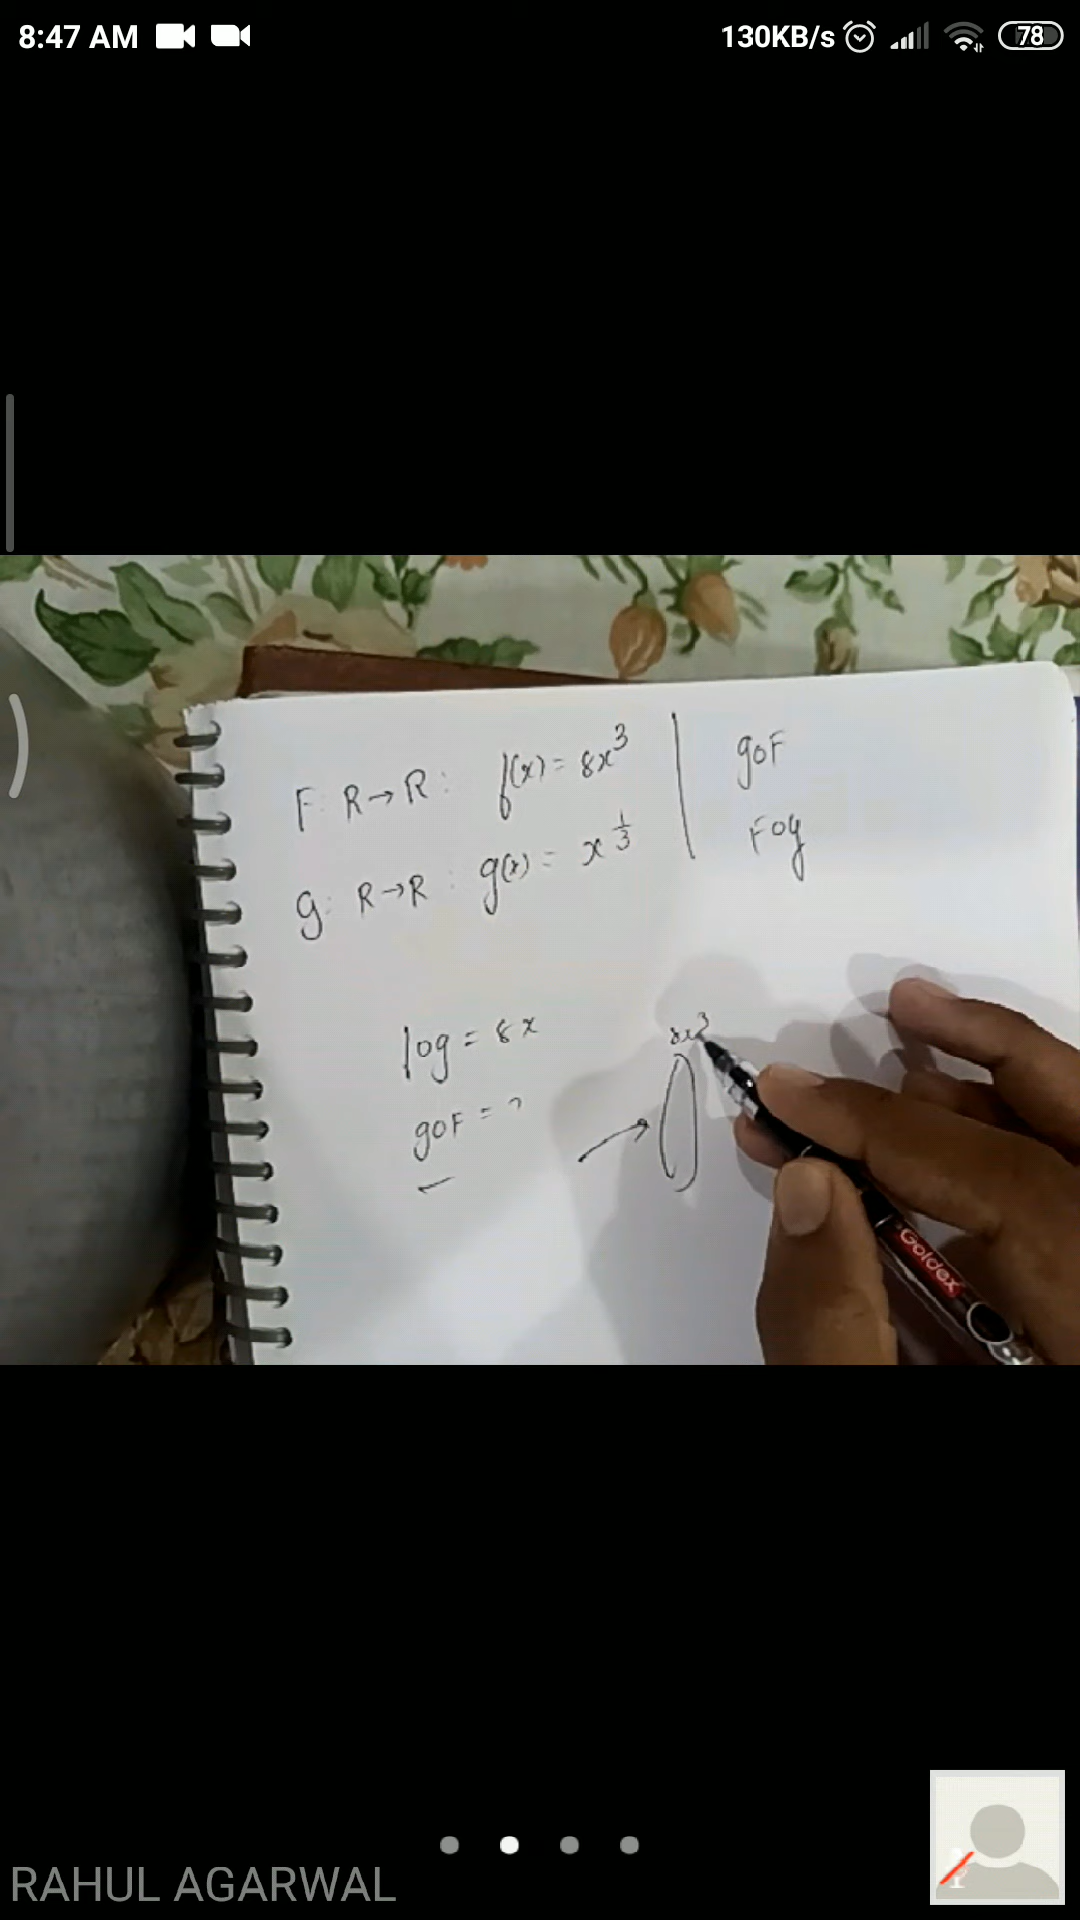 8:47 AM 130KB/s 78
F: R→R: f(x) = 8x³ goF
g: R→R : g(x) = x^1/3 Fog
fog = 8x
8x³
goF = ?
Goldex
RAHUL AGARWAL